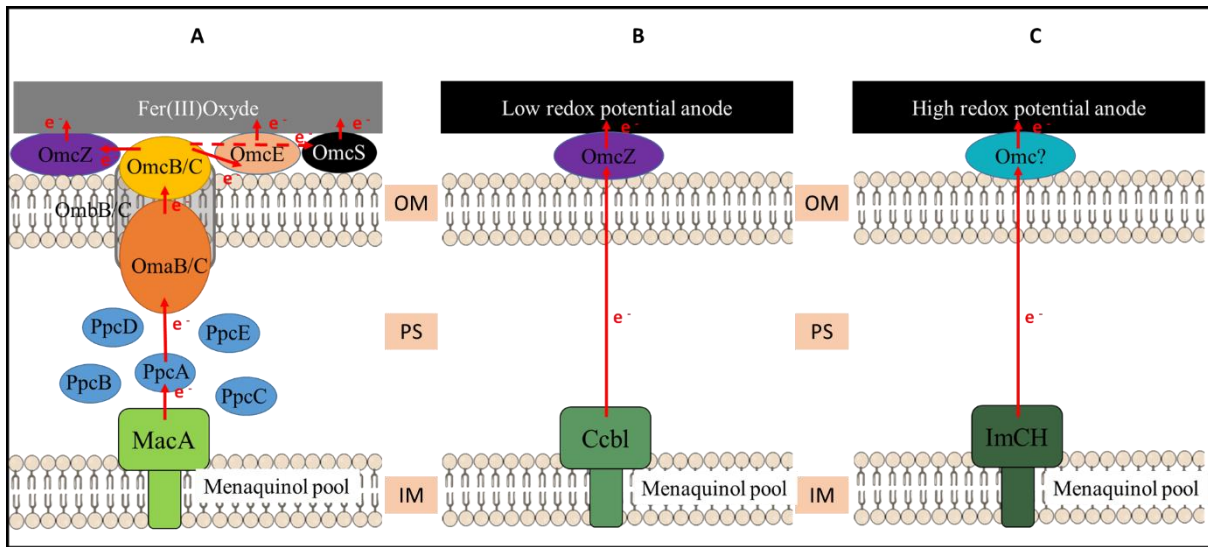 A
B
C
Fer(III)Oxyde
Low redox potential anode
High redox potential anode
e -
e -
e -
e -
e -
e -
OmcZ
e
OmcB/C
OmcE
OmcS
OmcZ
Omc?
e
OmbB/C
e
OM
OM
OmaB/C
PpcD
e -
PpcE
PS
e -
PS
e -
PpcB
PpcA
e -
PpcC
MacA
Ccbl
ImCH
Menaquinol pool
IM
Menaquinol pool
IM
Menaquinol pool